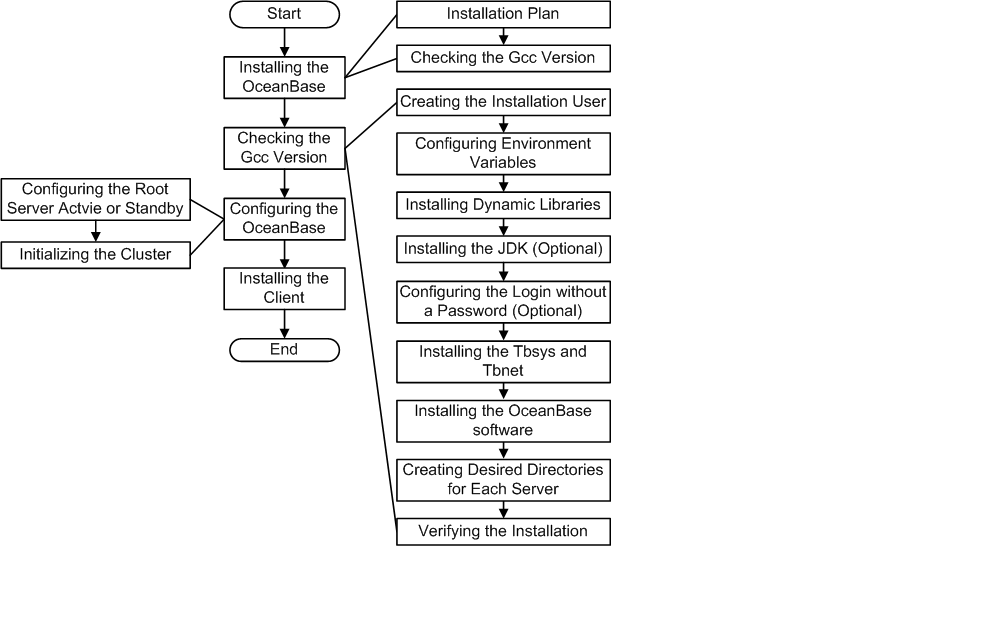 Start
Installing the
OceanBase
Checking the
Gcc Version
Configuring the
OceanBase
Installing the
Client
End
Configuring the Root
Server Actvie or Standby
Initializing the Cluster
Installation Plan
Checking the Gcc Version
Creating the Installation User
Configuring Environment
Variables
Installing Dynamic Libraries
Installing the JDK (Optional)
Configuring the Login without
a Password (Optional)
Installing the Tbsys and
Tbnet
Installing the OceanBase
software
Creating Desired Directories
for Each Server
Verifying the Installation